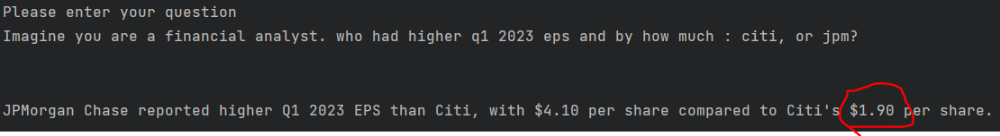 Please enter your question
Imagine you are a financial analyst. who had higher q1 2023 eps and by how much : citi, or jpm?
JPMorgan Chase reported higher Q1 2023 EPS than Citi, with $4.10 per share compared to Citi's $1.90 per share.